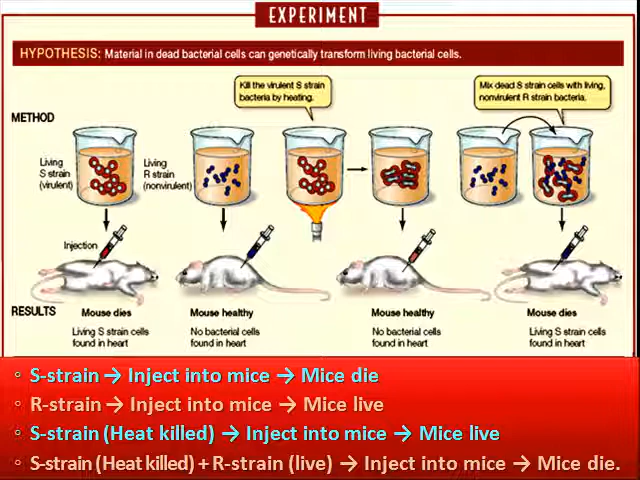 EXPERIMENT
HYPOTHESIS: Material in dead bacterial cells can genetically transform living bacterial cells.
Kill the virulent S strain
bacteria by heating.
Mix dead S strain cells with living,
nonvirulent R strain bacteria.
METHOD
Living
S strain
(virulent)
Living
R strain
(nonvirulent)
Injection
RESULTS
Mouse dies
Living S strain cells
found in heart
Mouse healthy
No bacterial cells
found in heart
Mouse healthy
No bacterial cells
found in heart
Mouse dies
Living S strain cells
found in heart
◦ S-strain → Inject into mice → Mice die
◦ R-strain → Inject into mice → Mice live
◦ S-strain (Heat killed) → Inject into mice → Mice live
◦ S-strain (Heat killed) + R-strain (live) → Inject into mice → Mice die.